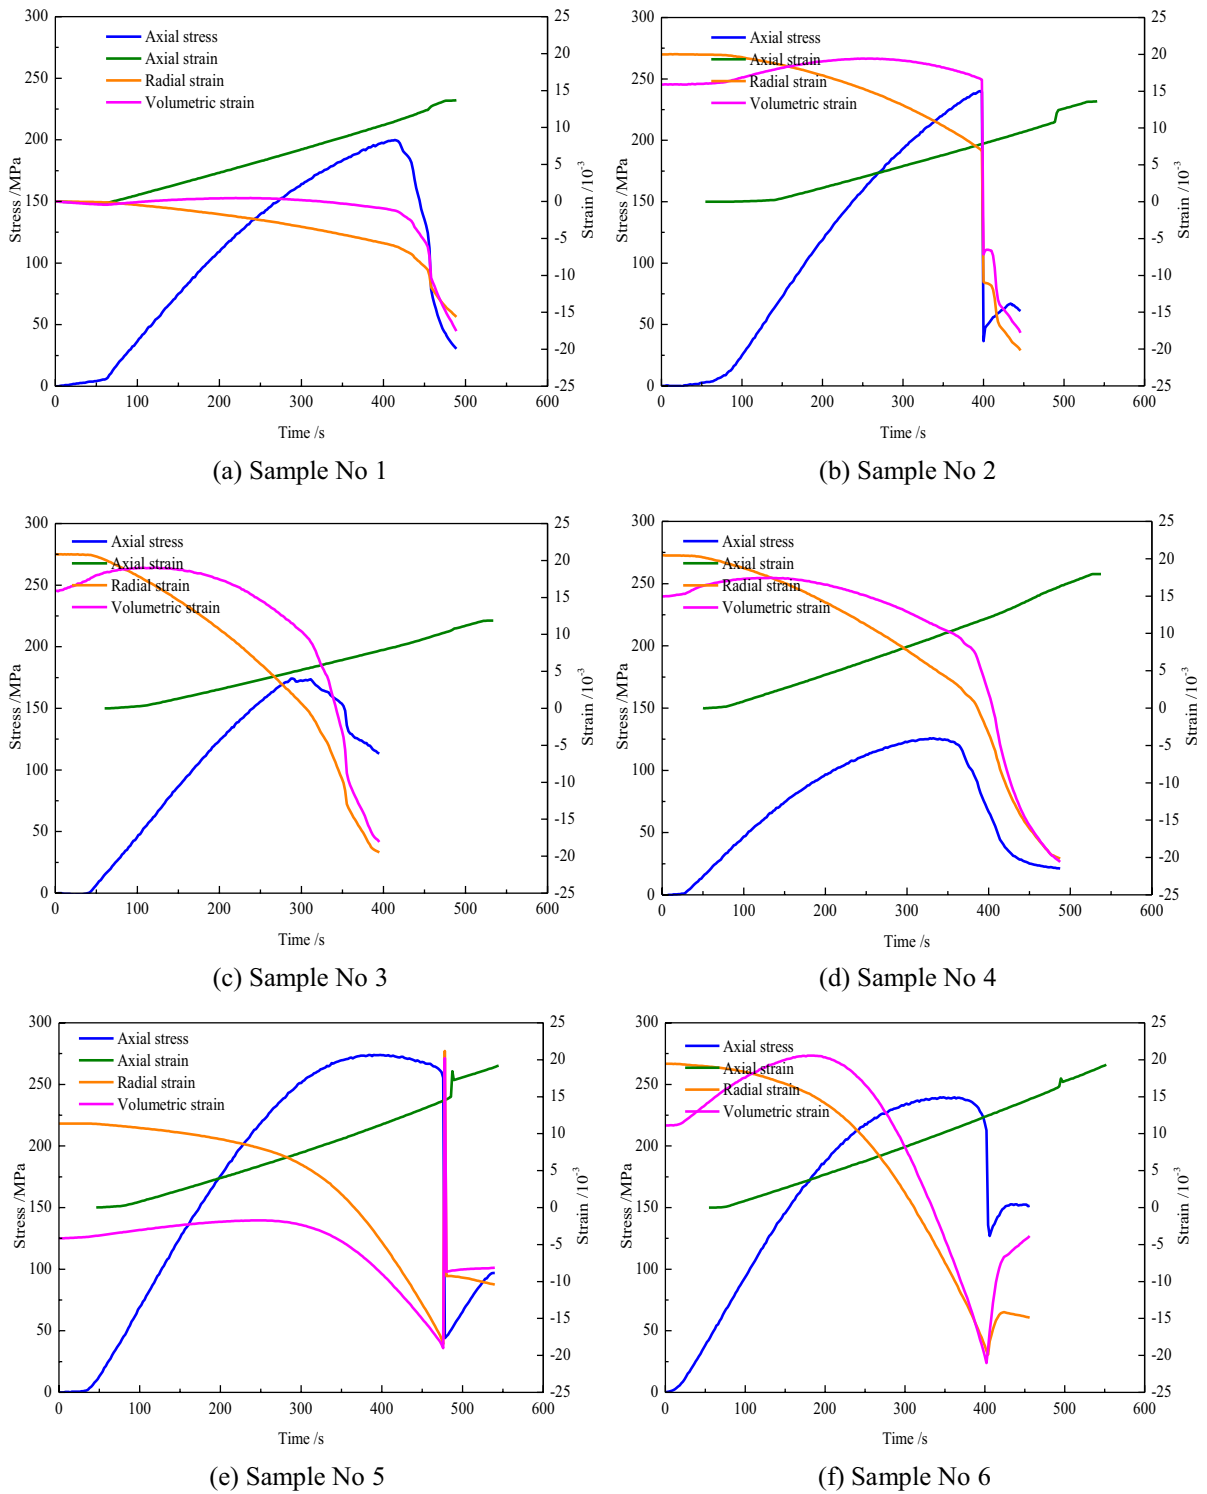 300
250
200
150
100
50
0
Stress /MPa
Axial stress
Axial strain
Radial strain
Volumetric strain
25
20
15
10
5
0
-5
-10
-15
-20
-25
Strain /10⁻³
0 100 200 300 400 500 600
Time /s
(a) Sample No 1
300
250
200
150
100
50
0
Stress /MPa
Axial stress
Axial strain
Radial strain
Volumetric strain
25
20
15
10
5
0
-5
-10
-15
-20
-25
Strain /10⁻³
0 100 200 300 400 500 600
Time /s
(b) Sample No 2
300
250
200
150
100
50
0
Stress /MPa
Axial stress
Axial strain
Radial strain
Volumetric strain
25
20
15
10
5
0
-5
-10
-15
-20
-25
Strain /10⁻³
0 100 200 300 400 500 600
Time /s
(c) Sample No 3
300
250
200
150
100
50
0
Stress /MPa
Axial stress
Axial strain
Radial strain
Volumetric strain
25
20
15
10
5
0
-5
-10
-15
-20
-25
Strain /10⁻³
0 100 200 300 400 500 600
Time /s
(d) Sample No 4
300
250
200
150
100
50
0
Stress /MPa
Axial stress
Axial strain
Radial strain
Volumetric strain
25
20
15
10
5
0
-5
-10
-15
-20
-25
Strain /10⁻³
0 100 200 300 400 500 600
Time /s
(e) Sample No 5
300
250
200
150
100
50
0
Stress /MPa
Axial stress
Axial strain
Radial strain
Volumetric strain
25
20
15
10
5
0
-5
-10
-15
-20
-25
Strain /10⁻³
0 100 200 300 400 500 600
Time /s
(f) Sample No 6